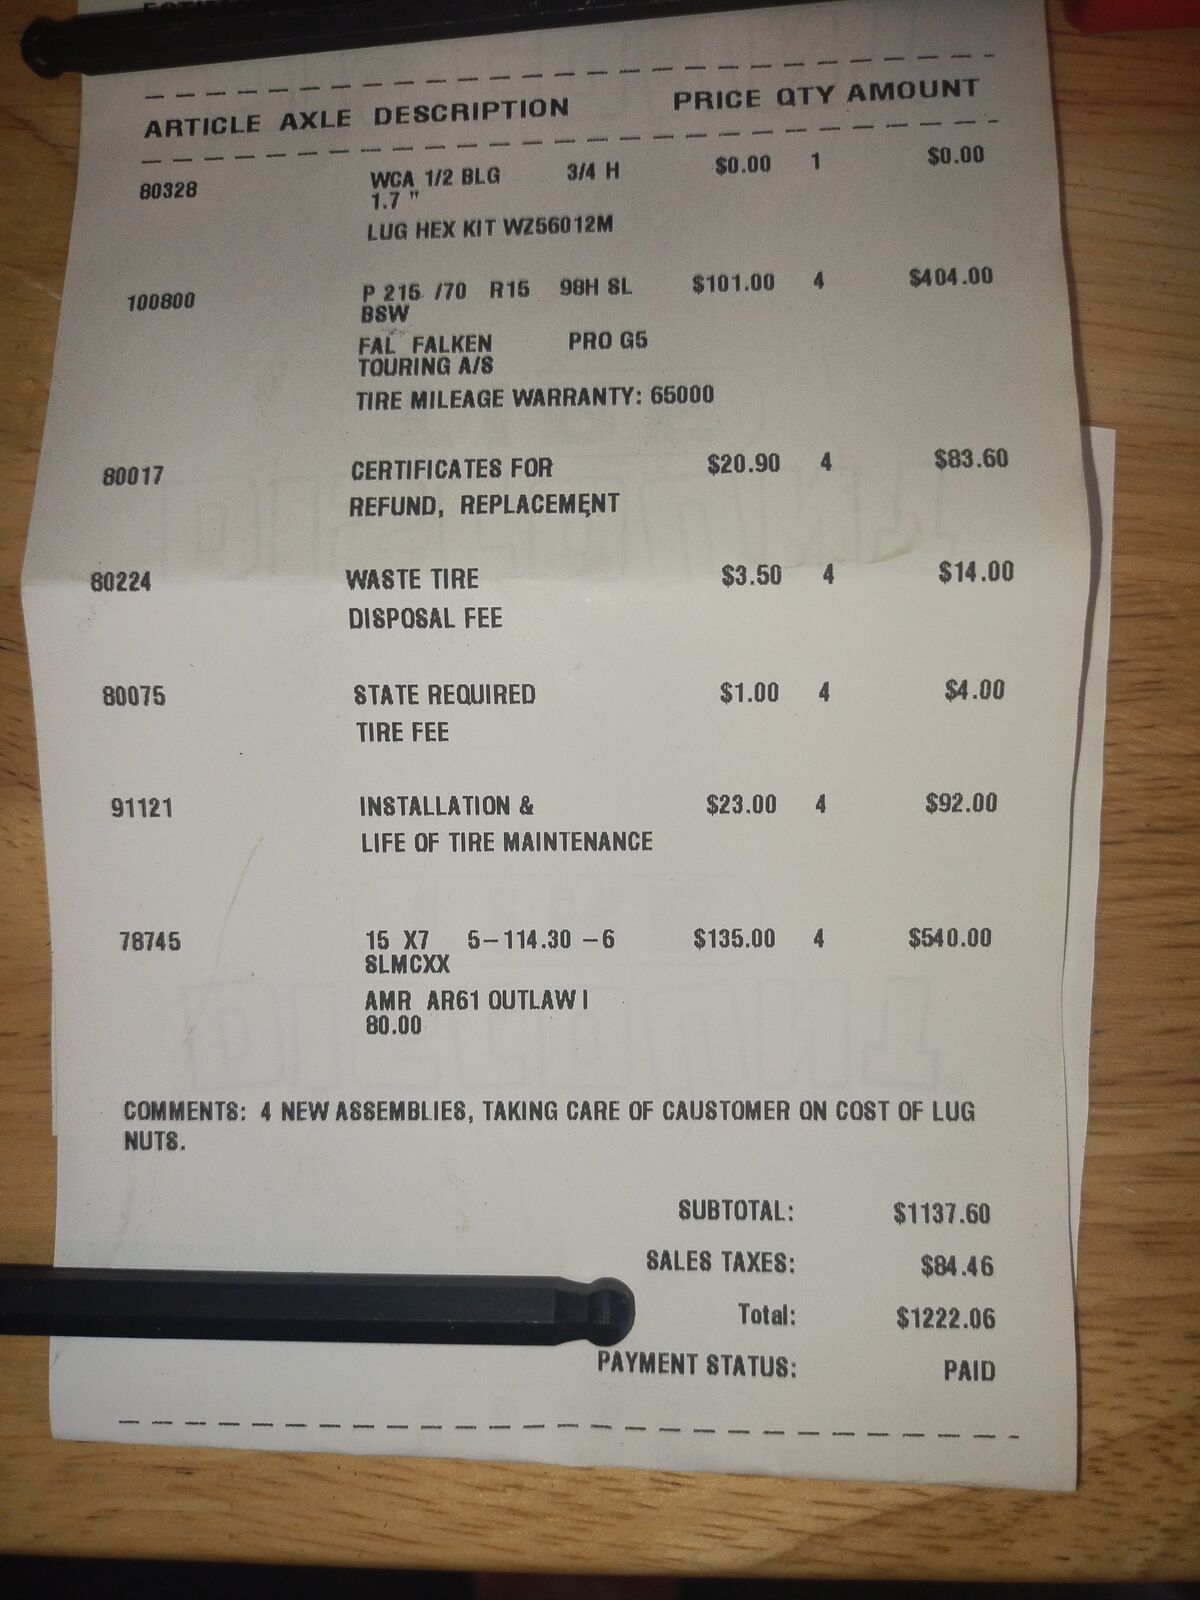 ARTICLE AXLE DESCRIPTION PRICE QTY AMOUNT
80328 WCA 1/2 BLG 3/4 H $0.00 1 $0.00
1.7 "
LUG HEX KIT WZ56012M
100800 P 215 /70 R15 98H SL $101.00 4 $404.00
BSW
FAL FALKEN PRO G5
TOURING A/S
TIRE MILEAGE WARRANTY: 65000
80017 CERTIFICATES FOR $20.90 4 $83.60
REFUND, REPLACEMENT
80224 WASTE TIRE $3.50 4 $14.00
DISPOSAL FEE
80075 STATE REQUIRED $1.00 4 $4.00
TIRE FEE
91121 INSTALLATION & $23.00 4 $92.00
LIFE OF TIRE MAINTENANCE
78745 15 X7 5-114.30 -6 $135.00 4 $540.00
SLMCXX
AMR AR61 OUTLAW I
80.00
COMMENTS: 4 NEW ASSEMBLIES, TAKING CARE OF CAUSTOMER ON COST OF LUG
NUTS.
SUBTOTAL: $1137.60
SALES TAXES: $84.46
Total: $1222.06
PAYMENT STATUS: PAID